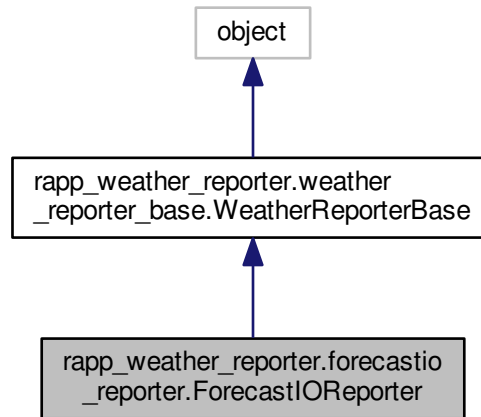 object
rapp_weather_reporter.weather
_reporter_base.WeatherReporterBase
rapp_weather_reporter.forecastio
_reporter.ForecastIOReporter